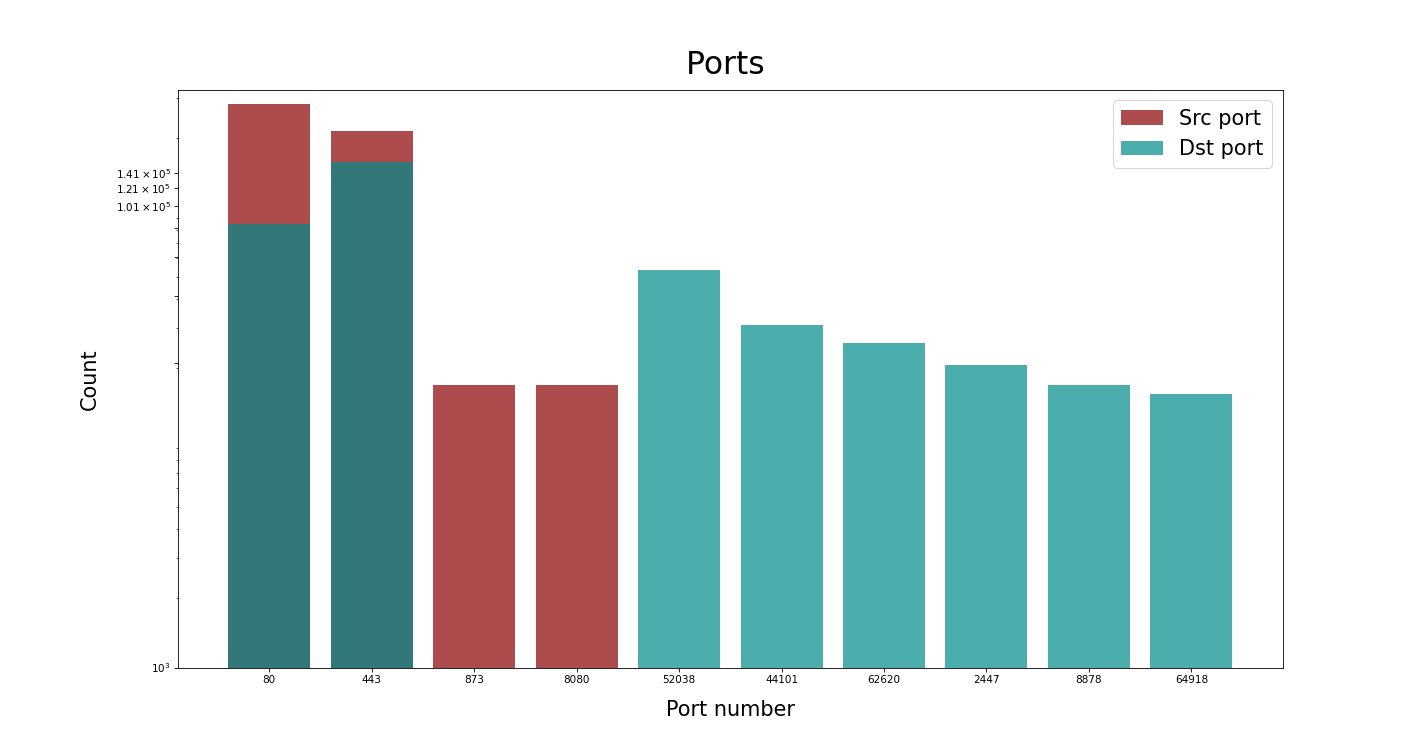 Ports
Src port
Dst port
1.41 × 10⁵
1.21 × 10⁵
1.01 × 10⁵
10³
Count
80 443 873 8080 52038 44101 62620 2447 8878 64918
Port number